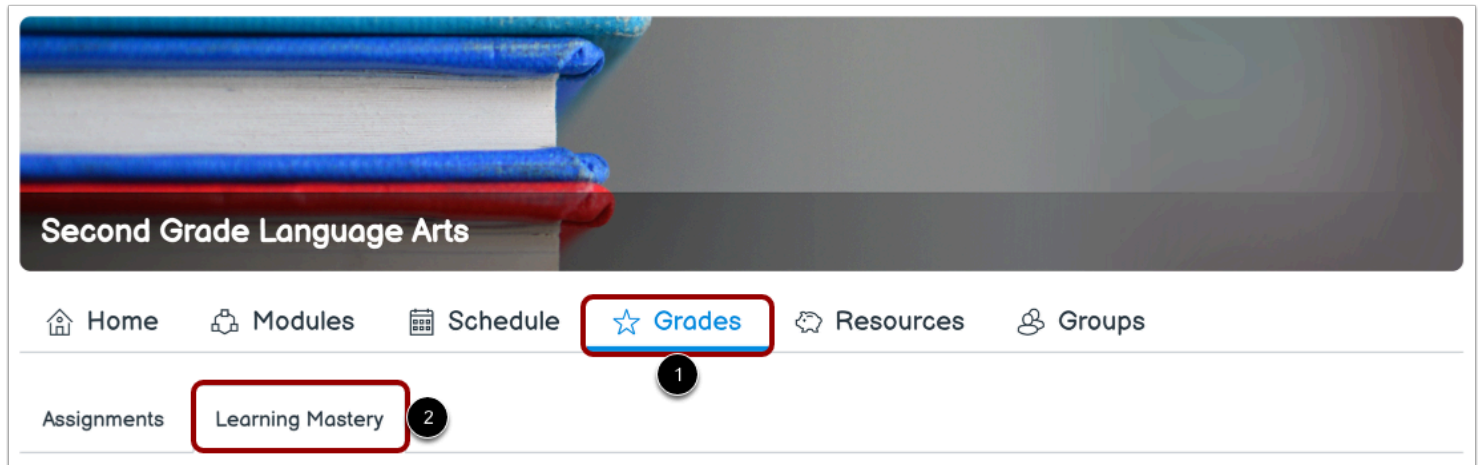 Second Grade Language Arts
Home Modules Schedule Grades Resources Groups
1
Assignments Learning Mastery 2